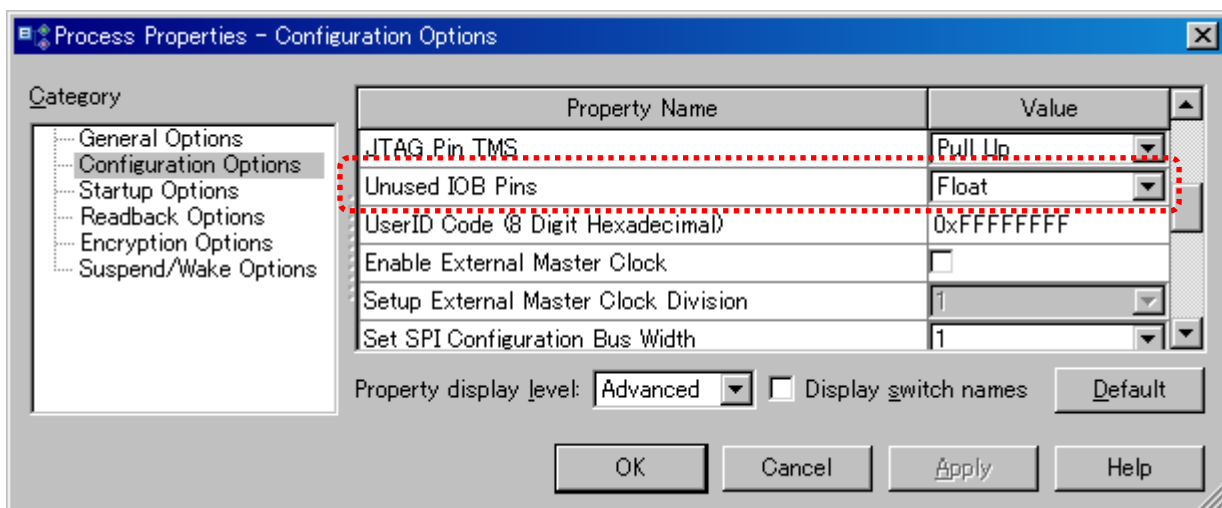 Process Properties - Configuration Options
Category
General Options
Configuration Options
Startup Options
Readback Options
Encryption Options
Suspend/Wake Options
Property Name Value
JTAG Pin TMS Pull Up
Unused IOB Pins Float
UserID Code (8 Digit Hexadecimal) 0xFFFFFFFF
Enable External Master Clock
Setup External Master Clock Division 1
Set SPI Configuration Bus Width 1
Property display level: Advanced Display switch names Default
OK Cancel Apply Help